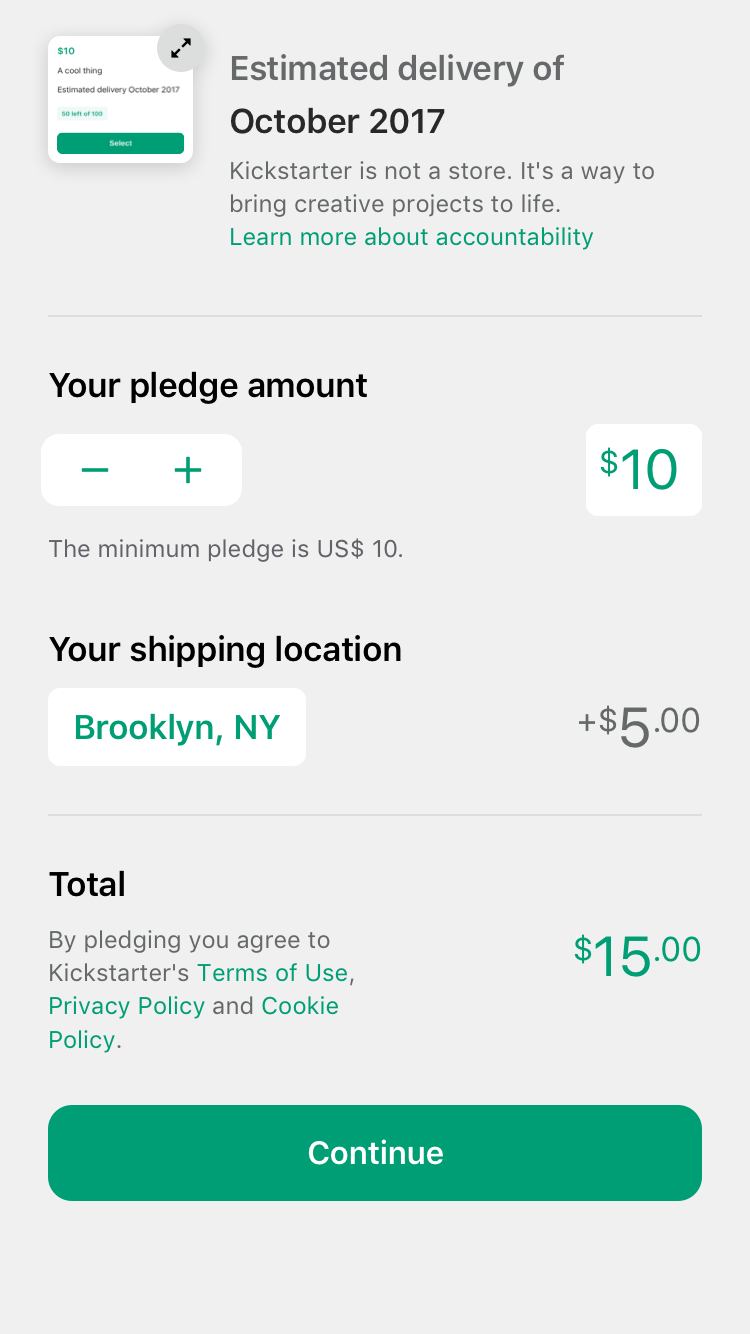 $10
A cool thing
Estimated delivery October 2017
50 left of 100
Select
Estimated delivery of
October 2017
Kickstarter is not a store. It's a way to
bring creative projects to life.
Learn more about accountability
Your pledge amount
$10
The minimum pledge is US$ 10.
Your shipping location
Brooklyn, NY
+$5.00
Total
By pledging you agree to
Kickstarter's Terms of Use,
Privacy Policy and Cookie
Policy.
$15.00
Continue